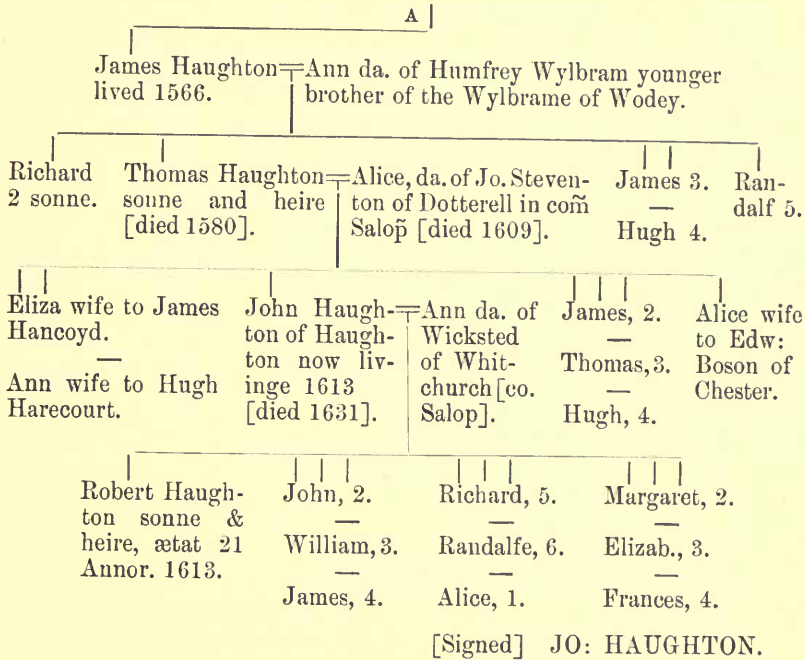 A
James Haughton=Ann da. of Humfrey Wylbram younger
lived 1566. brother of the Wylbrame of Wodey.
Richard
2 sonne.
Thomas Haughton=Alice, da. of Jo. Steven-
sonne and heire ton of Dotterell in com̃
[died 1580]. Salop̃ [died 1609].
James 3.
—
Hugh 4.
Ran-
dalf 5.
Eliza wife to James
Hancoyd.
—
Ann wife to Hugh
Harecourt.
John Haugh-
ton of Haugh-
ton now liv-
inge 1613
[died 1631].
=Ann da. of
Wicksted
of Whit-
church [co.
Salop].
James, 2.
—
Thomas, 3.
—
Hugh, 4.
Alice wife
to Edw:
Boson of
Chester.
Robert Haugh-
ton sonne &
heire, ætat 21
Annor. 1613.
John, 2.
—
William, 3.
—
James, 4.
Richard, 5.
—
Randalfe, 6.
—
Alice, 1.
Margaret, 2.
—
Elizab., 3.
—
Frances, 4.
[Signed] JO: HAUGHTON.